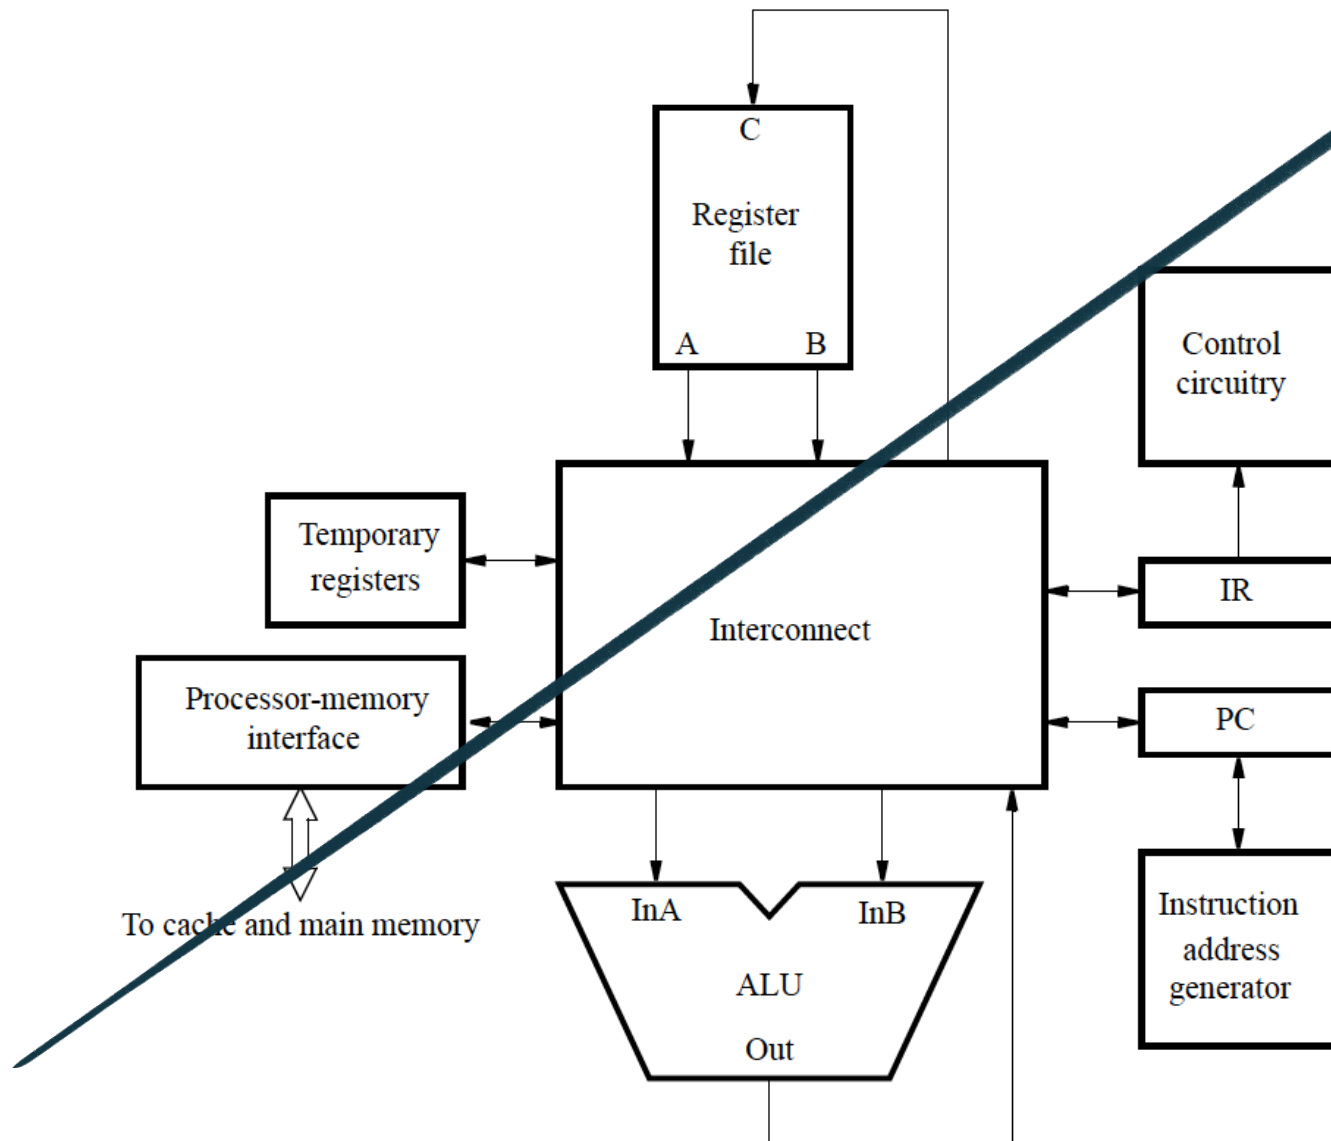 C
Register
file
A
B
Control
circuitry
Temporary
registers
Interconnect
IR
Processor-memory
interface
PC
To cache and main memory
InA
InB
ALU
Out
Instruction
address
generator